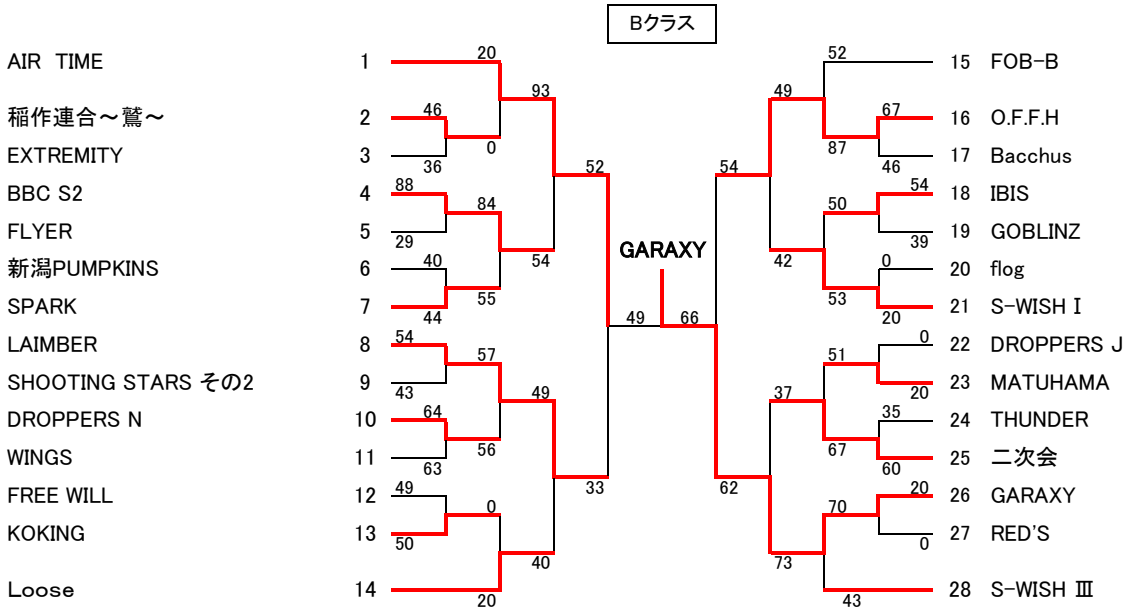 Bクラス
AIR TIME 1 20 52 15 FOB-B
93 49
稲作連合～鷲～ 2 46 67 16 O.F.F.H
EXTREMITY 3 36 0 87 46 17 Bacchus
52 54
BBC S2 4 88 54 18 IBIS
84 50
FLYER 5 29 39 19 GOBLINZ
GARAXY
新潟PUMPKINS 6 40 54 42 0 20 flog
SPARK 7 44 55 53 20 21 S-WISH I
49 66
LAIMBER 8 54 0 22 DROPPERS J
57 51
SHOOTING STARS その2 9 43 20 23 MATUHAMA
49 37
DROPPERS N 10 64 35 24 THUNDER
WINGS 11 63 56 67 60 25 二次会
FREE WILL 12 49 33 62 20 26 GARAXY
0 70
KOKING 13 50 0 27 RED'S
40 73
Loose 14 20 43 28 S-WISH Ⅲ